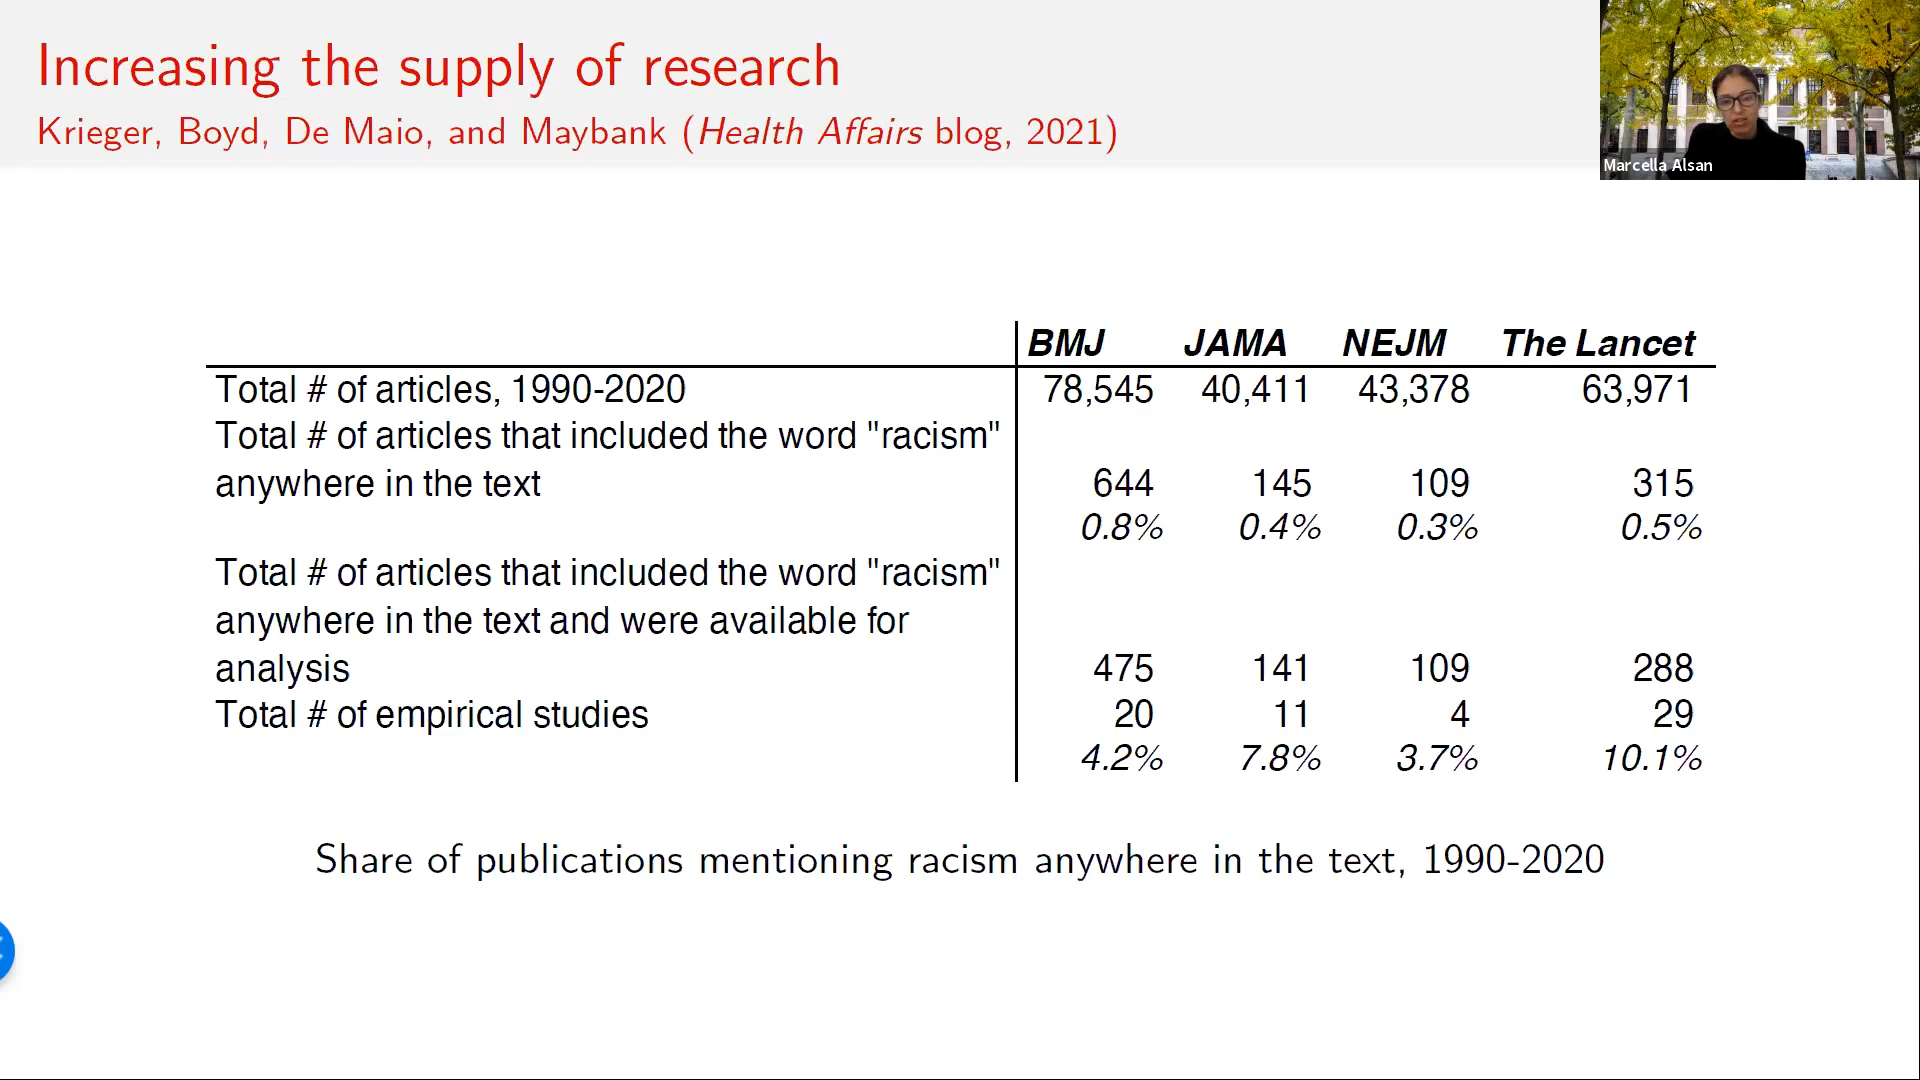 Increasing the supply of research
Krieger, Boyd, De Maio, and Maybank (Health Affairs blog, 2021)
Marcella Alsan
BMJ JAMA NEJM The Lancet
Total # of articles, 1990-2020 78,545 40,411 43,378 63,971
Total # of articles that included the word "racism"
anywhere in the text 644 145 109 315
0.8% 0.4% 0.3% 0.5%
Total # of articles that included the word "racism"
anywhere in the text and were available for
analysis 475 141 109 288
Total # of empirical studies 20 11 4 29
4.2% 7.8% 3.7% 10.1%
Share of publications mentioning racism anywhere in the text, 1990-2020